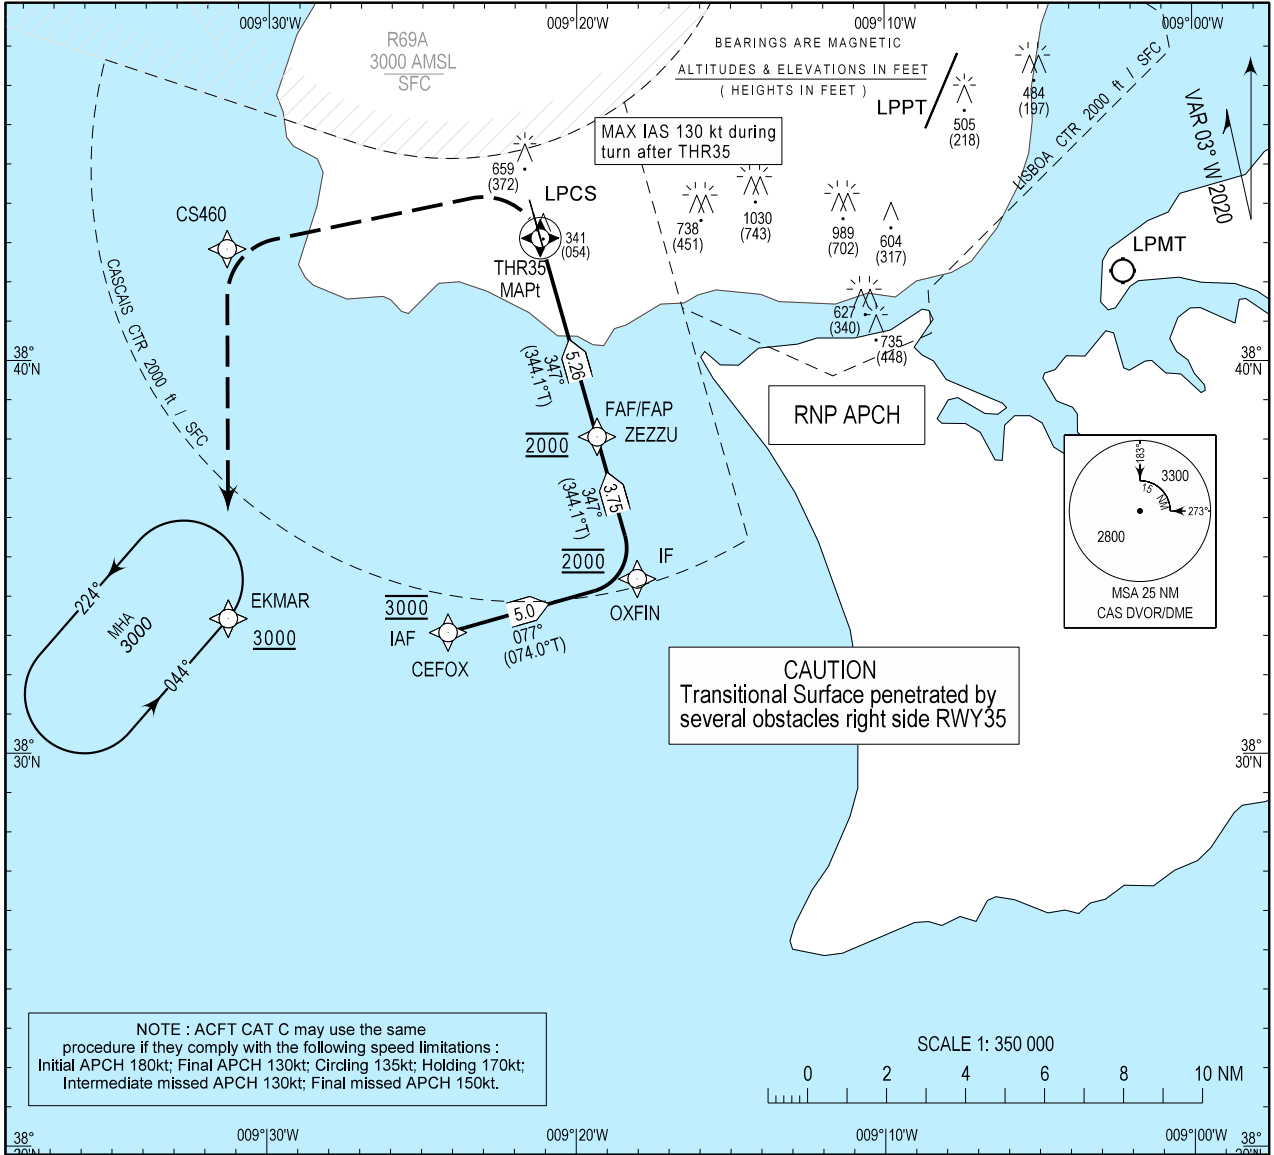 009°30'W
009°20'W
009°10'W
009°00'W
R69A
3000 AMSL
SFC
BEARINGS ARE MAGNETIC
ALTITUDES & ELEVATIONS IN FEET
( HEIGHTS IN FEET )
LPPT
505
(218)
484
(197)
LISBOA CTR 2000 ft / SFC
VAR 03° W 2020
MAX IAS 130 kt during
turn after THR35
659
(372)
LPCS
CS460
341
(054)
THR35
MAPt
738
(451)
1030
(743)
989
(702)
604
(317)
LPMT
627
(340)
735
(448)
CASCAIS CTR 2000 ft / SFC
38°
40'N
38°
40'N
5.26
347°
(344.1°T)
FAF/FAP
ZEZZU
2000
RNP APCH
3.75
347°
(344.1°T)
183°
3300
15 NM
273°
2800
MSA 25 NM
CAS DVOR/DME
2000
IF
OXFIN
224°
MHA
3000
044°
EKMAR
3000
3000
IAF
CEFOX
5.0
077°
(074.0°T)
CAUTION
Transitional Surface penetrated by
several obstacles right side RWY35
38°
30'N
38°
30'N
NOTE : ACFT CAT C may use the same
procedure if they comply with the following speed limitations :
Initial APCH 180kt; Final APCH 130kt; Circling 135kt; Holding 170kt;
Intermediate missed APCH 130kt; Final missed APCH 150kt.
SCALE 1: 350 000
0 2 4 6 8 10 NM
38°
009°30'W
009°20'W
009°10'W
009°00'W
38°